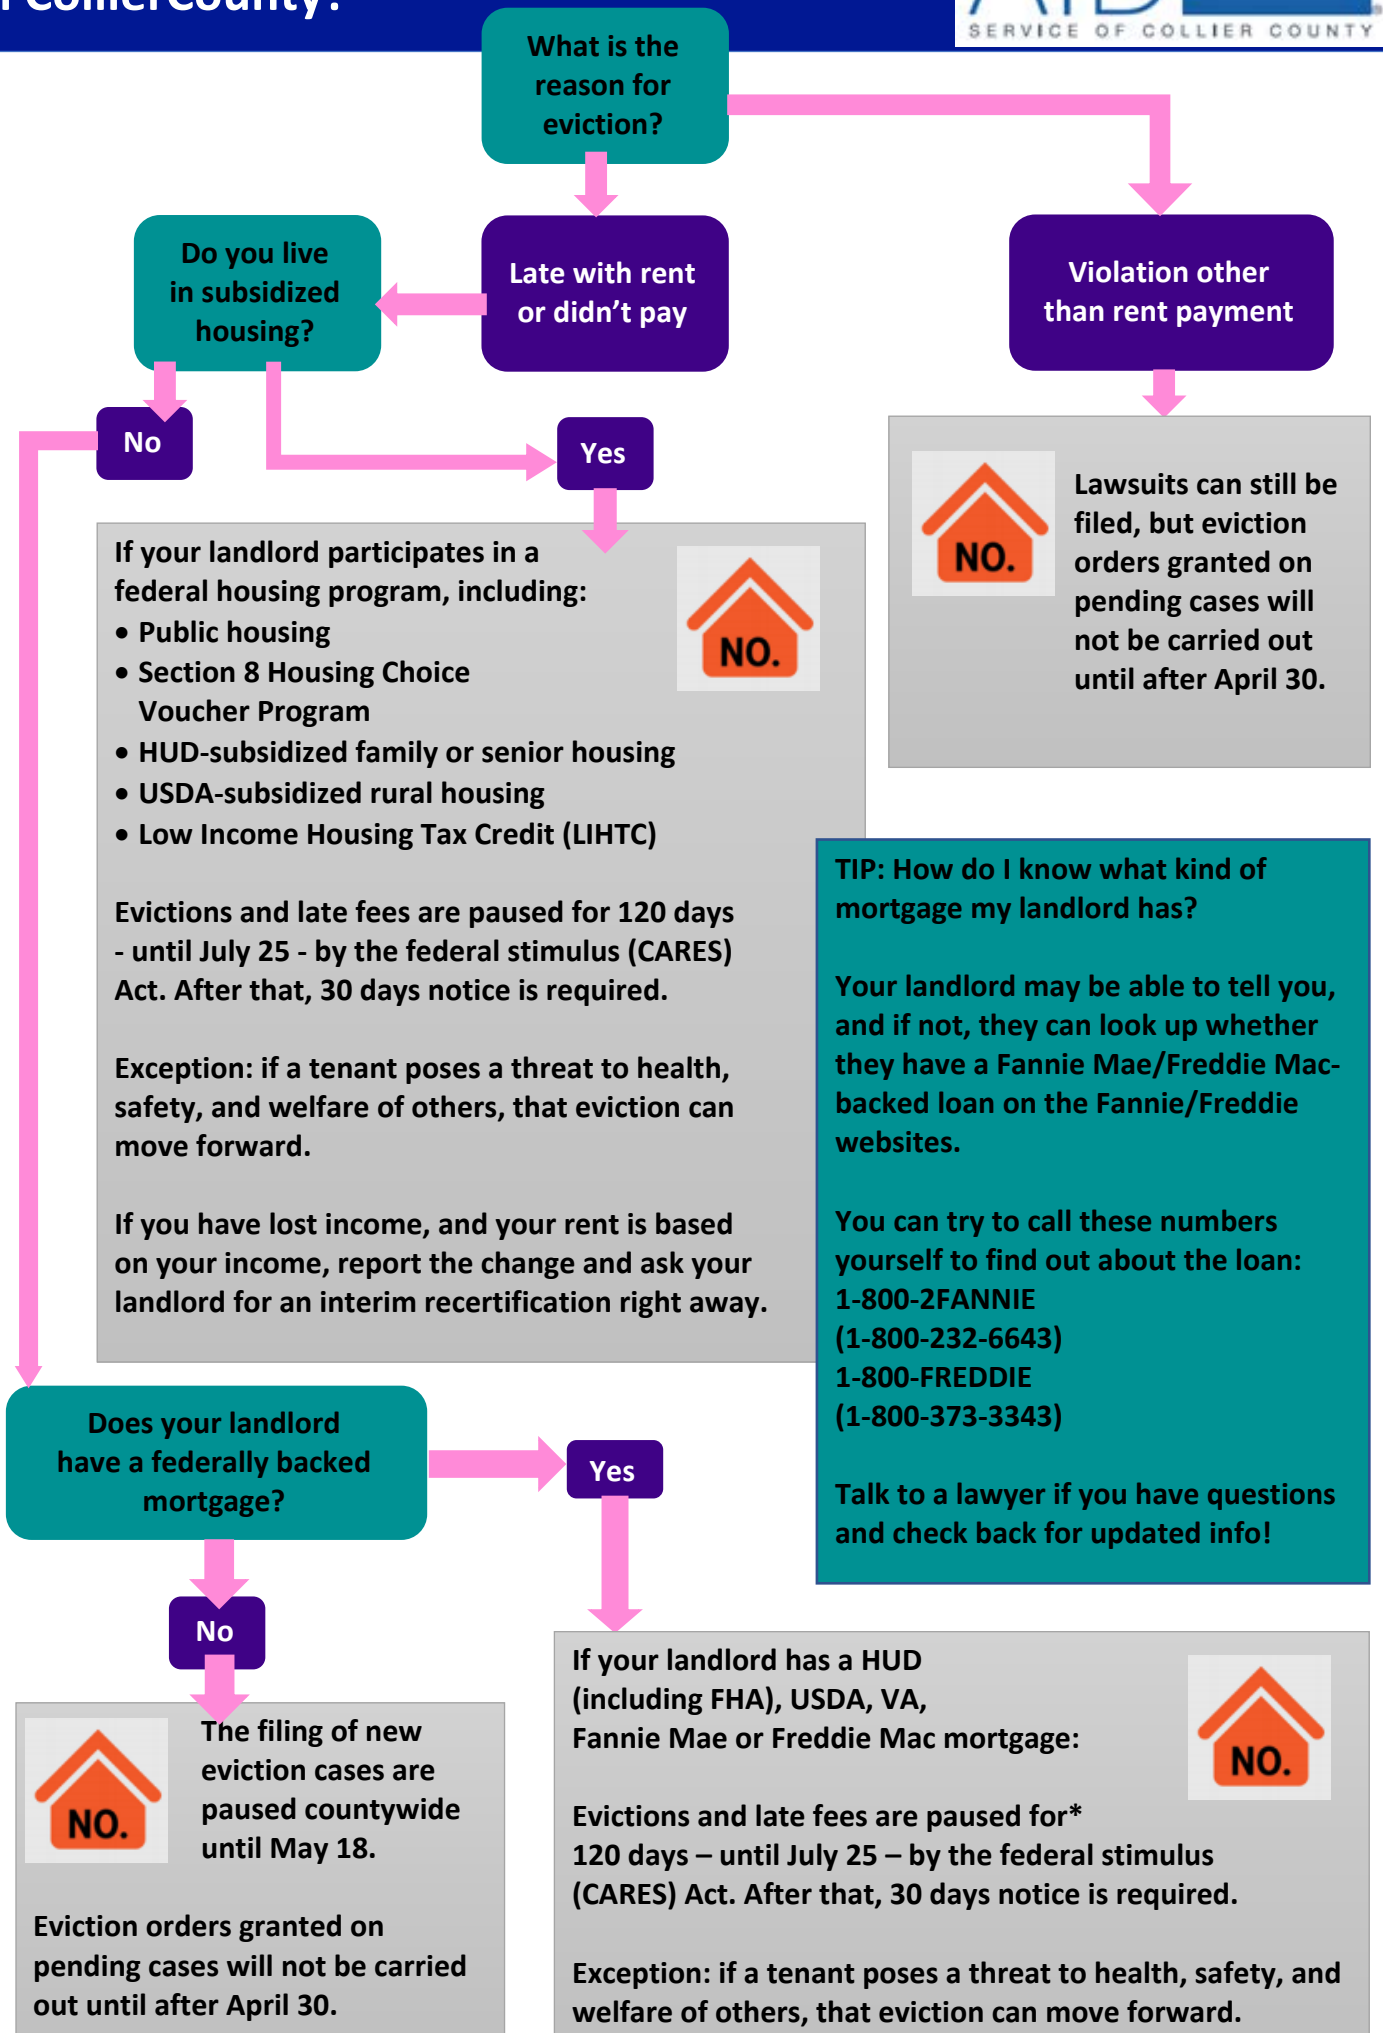 CollierCounty?
AID
SERVICE OF COLLIER COUNTY
What is the
reason for
eviction?
Do you live
in subsidized
housing?
Late with rent
or didn’t pay
Violation other
than rent payment
No
Yes
NO.
Lawsuits can still be
filed, but eviction
orders granted on
pending cases will
not be carried out
until after April 30.
If your landlord participates in a
federal housing program, including:
• Public housing
• Section 8 Housing Choice
Voucher Program
• HUD-subsidized family or senior housing
• USDA-subsidized rural housing
• Low Income Housing Tax Credit (LIHTC)
NO.
Evictions and late fees are paused for 120 days
- until July 25 - by the federal stimulus (CARES)
Act. After that, 30 days notice is required.
Exception: if a tenant poses a threat to health,
safety, and welfare of others, that eviction can
move forward.
If you have lost income, and your rent is based
on your income, report the change and ask your
landlord for an interim recertification right away.
TIP: How do I know what kind of
mortgage my landlord has?
Your landlord may be able to tell you,
and if not, they can look up whether
they have a Fannie Mae/Freddie Mac-
backed loan on the Fannie/Freddie
websites.
You can try to call these numbers
yourself to find out about the loan:
1-800-2FANNIE
(1-800-232-6643)
1-800-FREDDIE
(1-800-373-3343)
Talk to a lawyer if you have questions
and check back for updated info!
Does your landlord
have a federally backed
mortgage?
Yes
No
NO.
The filing of new
eviction cases are
paused countywide
until May 18.
Eviction orders granted on
pending cases will not be carried
out until after April 30.
If your landlord has a HUD
(including FHA), USDA, VA,
Fannie Mae or Freddie Mac mortgage:
NO.
Evictions and late fees are paused for*
120 days – until July 25 – by the federal stimulus
(CARES) Act. After that, 30 days notice is required.
Exception: if a tenant poses a threat to health, safety, and
welfare of others, that eviction can move forward.